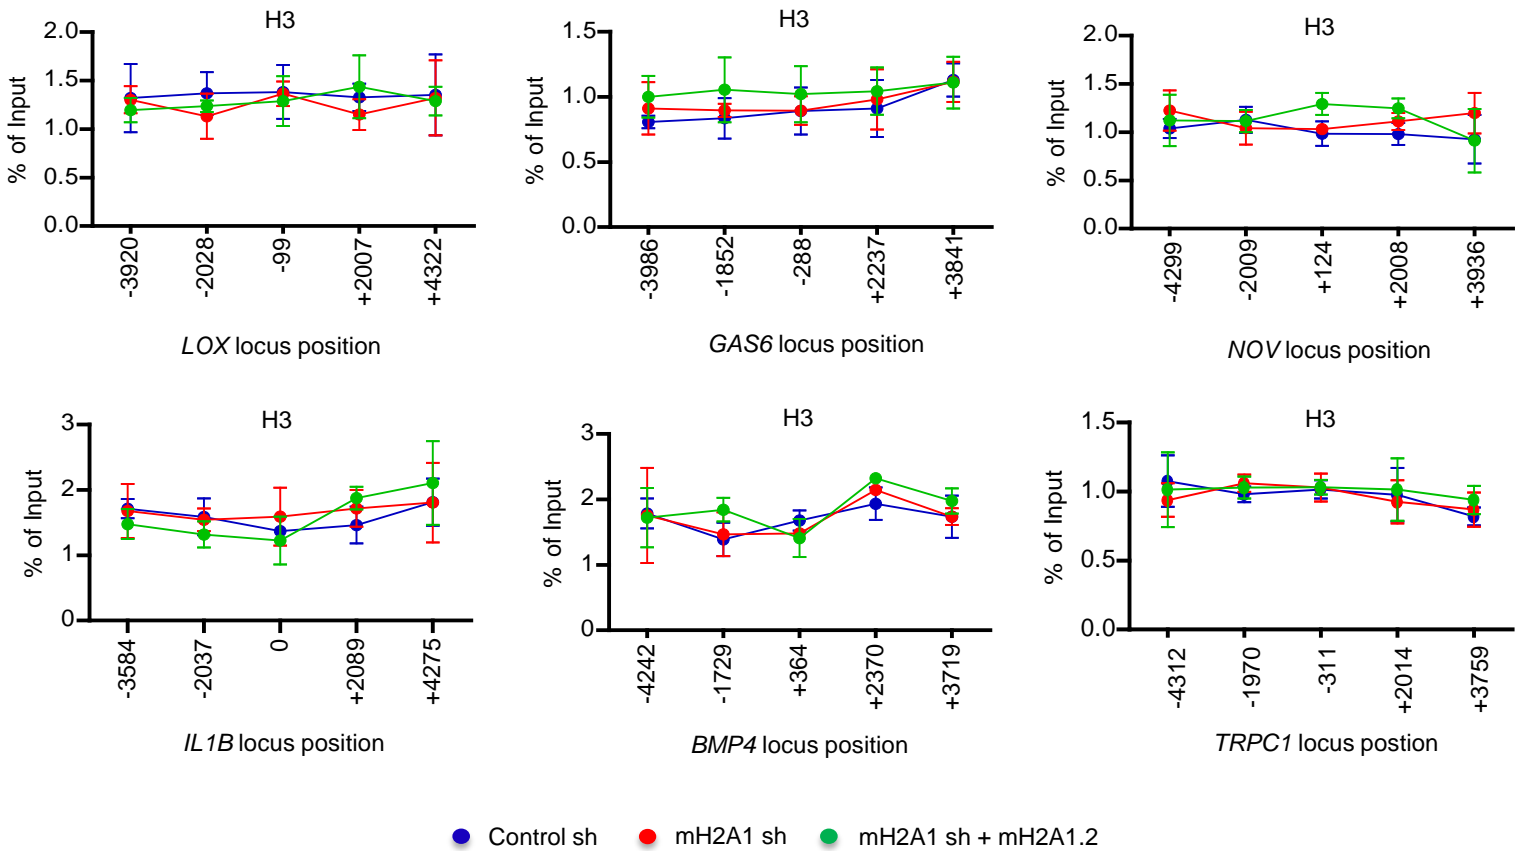 H3
2.0
1.5
1.0
0.5
0.0
% of Input
-3920
-2028
-99
+2007
+4322
LOX locus position
H3
1.5
1.0
0.5
0.0
% of Input
-3986
-1852
-288
+2237
+3841
GAS6 locus position
H3
2.0
1.5
1.0
0.5
0.0
% of Input
-4299
-2009
+124
+2008
+3936
NOV locus position
H3
3
2
1
0
% of Input
-3584
-2037
0
+2089
+4275
IL1B locus position
H3
3
2
1
0
% of Input
-4242
-1729
+364
+2370
+3719
BMP4 locus position
H3
1.5
1.0
0.5
0.0
% of Input
-4312
-1970
-311
+2014
+3759
TRPC1 locus postion
Control sh mH2A1 sh mH2A1 sh + mH2A1.2